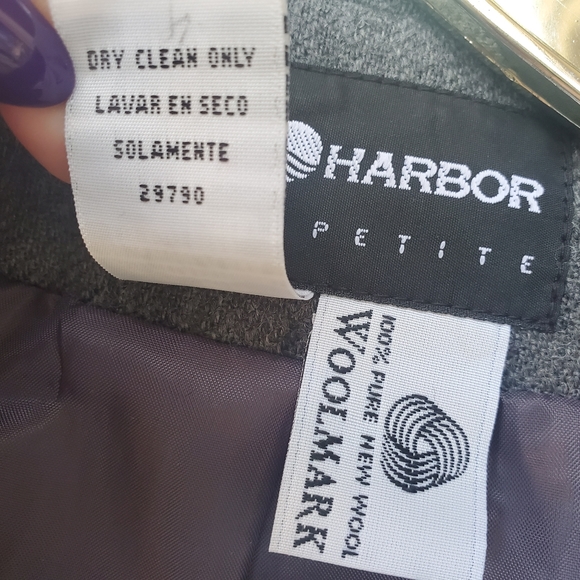 DRY CLEAN ONLY
LAVAR EN SECO
SOLAMENTE
29790
HARBOR
PETITE
100% PURE NEW WOOL
WOOLMARK